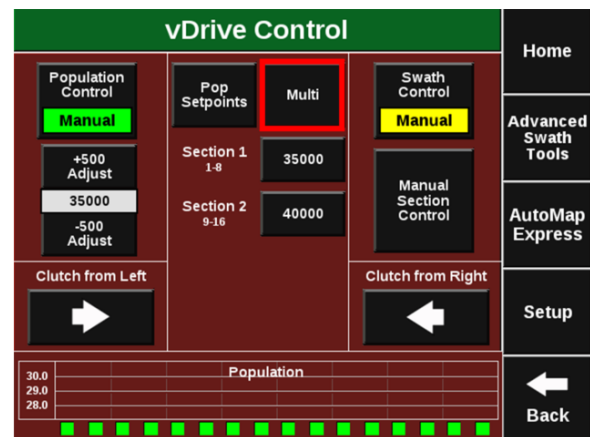 vDrive Control
Home
Population
Control
Manual
Pop
Setpoints
Multi
Swath
Control
Manual
Advanced
Swath
Tools
+500
Adjust
35000
-500
Adjust
Section 1
1-8
35000
Section 2
9-16
40000
Manual
Section
Control
AutoMap
Express
Clutch from Left
Clutch from Right
Setup
Population
30.0
29.0
28.0
Back